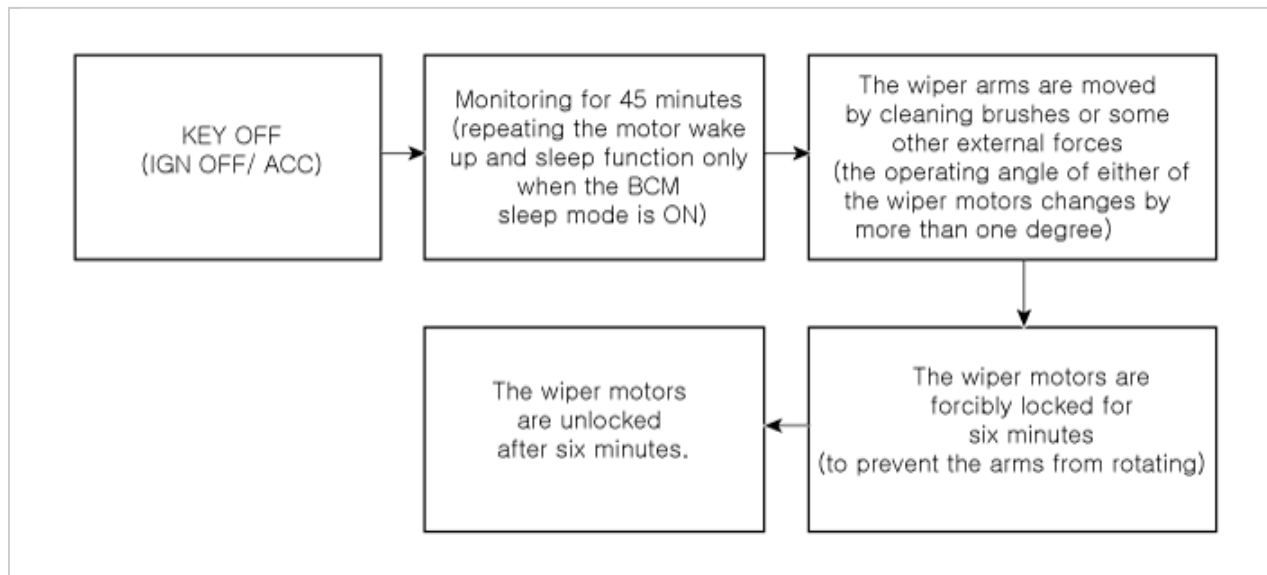 KEY OFF
(IGN OFF/ ACC)
Monitoring for 45 minutes
(repeating the motor wake
up and sleep function only
when the BCM
sleep mode is ON)
The wiper arms are moved
by cleaning brushes or some
other external forces
(the operating angle of either of
the wiper motors changes by
more than one degree)
The wiper motors are
forcibly locked for
six minutes
(to prevent the arms from rotating)
The wiper motors
are unlocked
after six minutes.